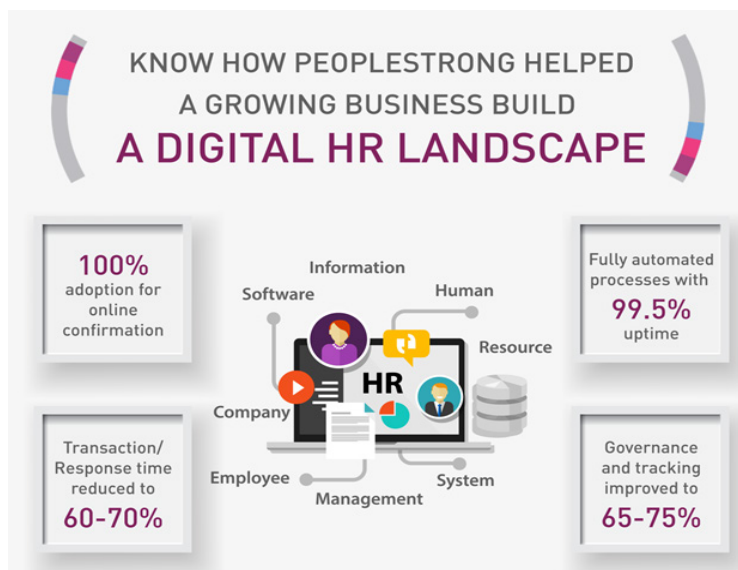 KNOW HOW PEOPLESTRONG HELPED
A GROWING BUSINESS BUILD
A DIGITAL HR LANDSCAPE
100%
adoption for
online
confirmation
Fully automated
processes with
99.5%
uptime
Information
Software
Human
Resource
HR
Company
Employee
Management
System
Transaction/
Response time
reduced to
60-70%
Governance
and tracking
improved to
65-75%